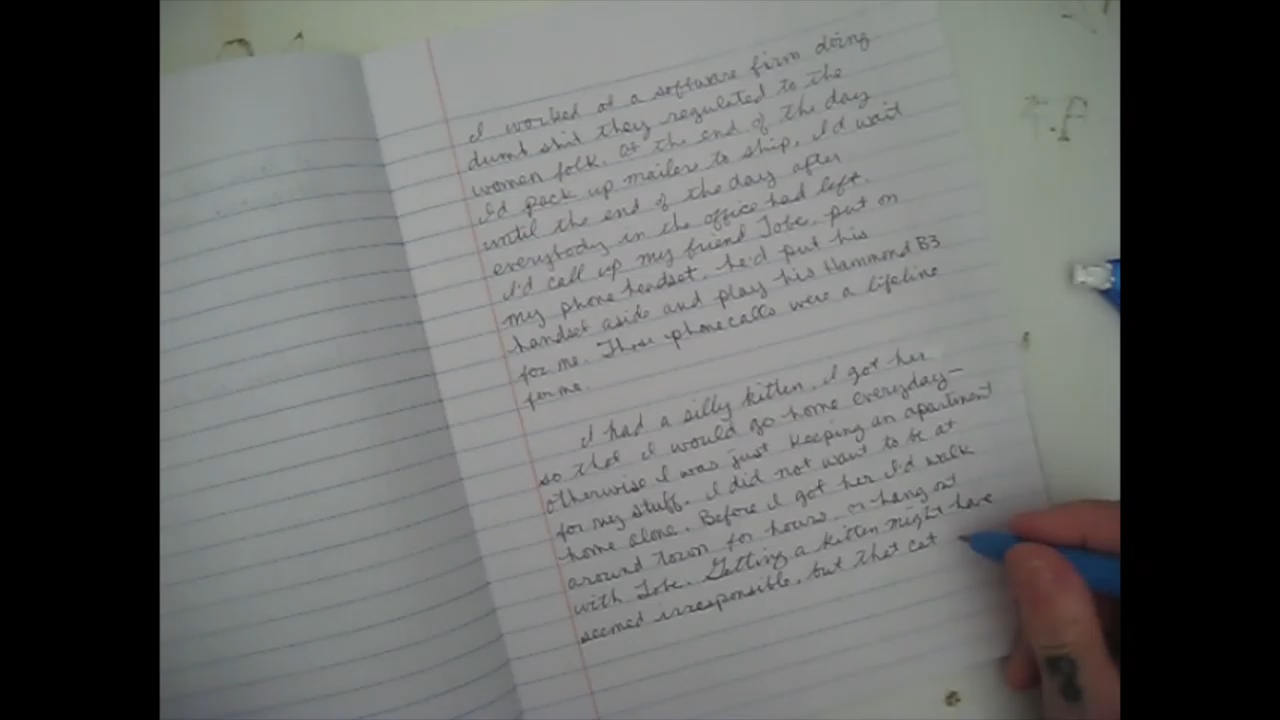 I worked at a software firm doing
dumb shit they regulated to the
women folk. At the end of the day
I'd pack up mailers to ship. I'd wait
until the end of the day after
everybody in the office had left.
I'd call up my friend Tobe, put on
my phone headset, he'd put his
handset aside and play his Hammond B3
for me. These phonecalls were a lifeline
for me.
I had a silly kitten. I got her
so that I would go home everyday—
otherwise I was just keeping an apartment
for my stuff. I did not want to be at
home alone. Before I got her I'd walk
around town for hours, or hang out
with Tobe. Getting a kitten might have
seemed irresponsible, but that cat
T.P